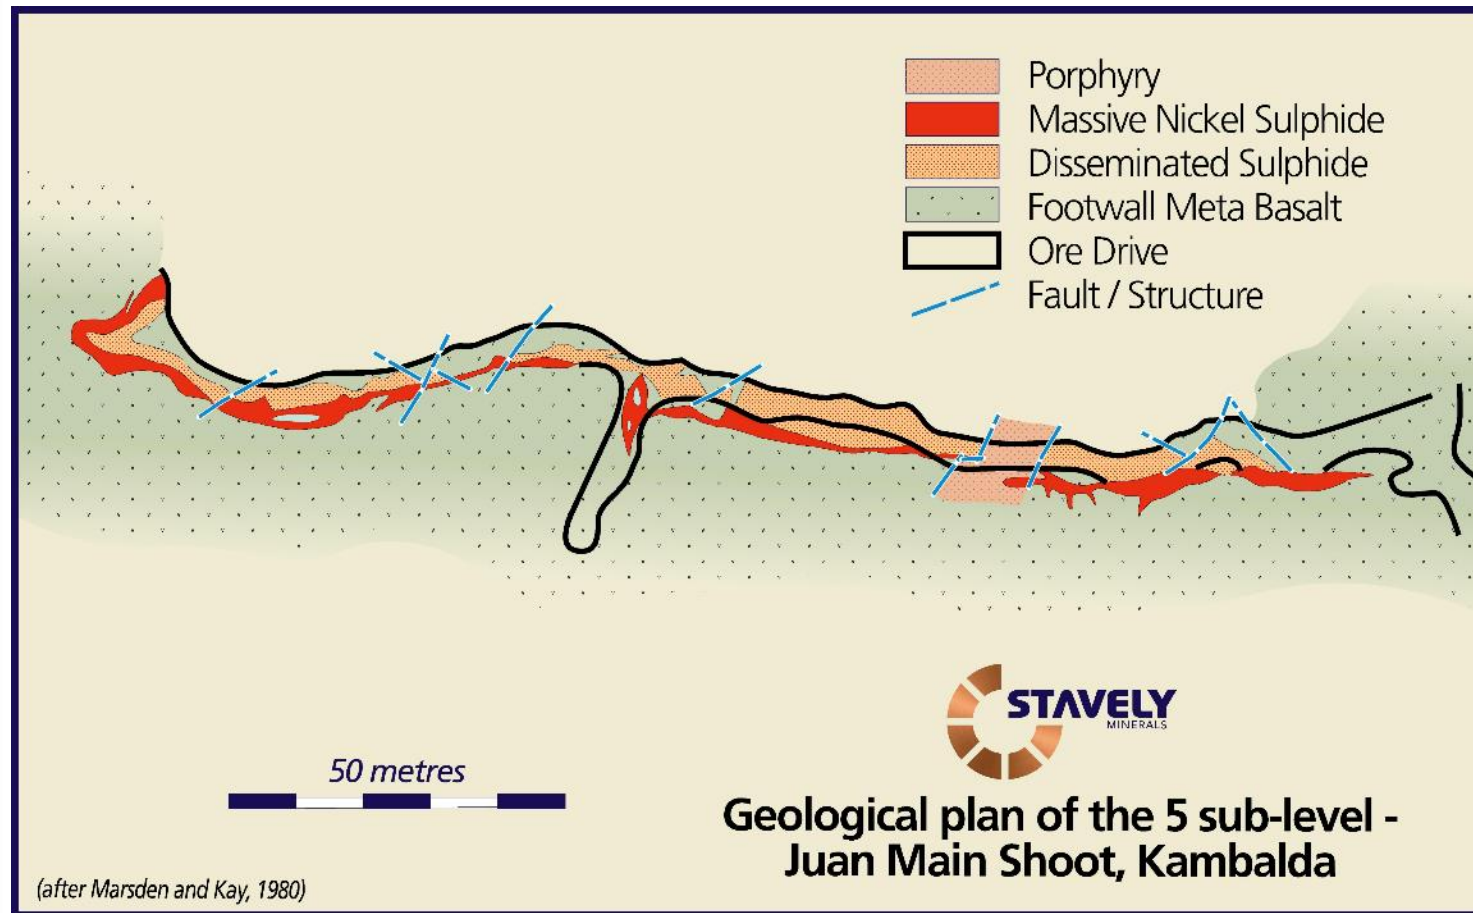 Porphyry
Massive Nickel Sulphide
Disseminated Sulphide
Footwall Meta Basalt
Ore Drive
Fault / Structure
STAVELY
MINERALS
50 metres
Geological plan of the 5 sub-level -
Juan Main Shoot, Kambalda
(after Marsden and Kay, 1980)